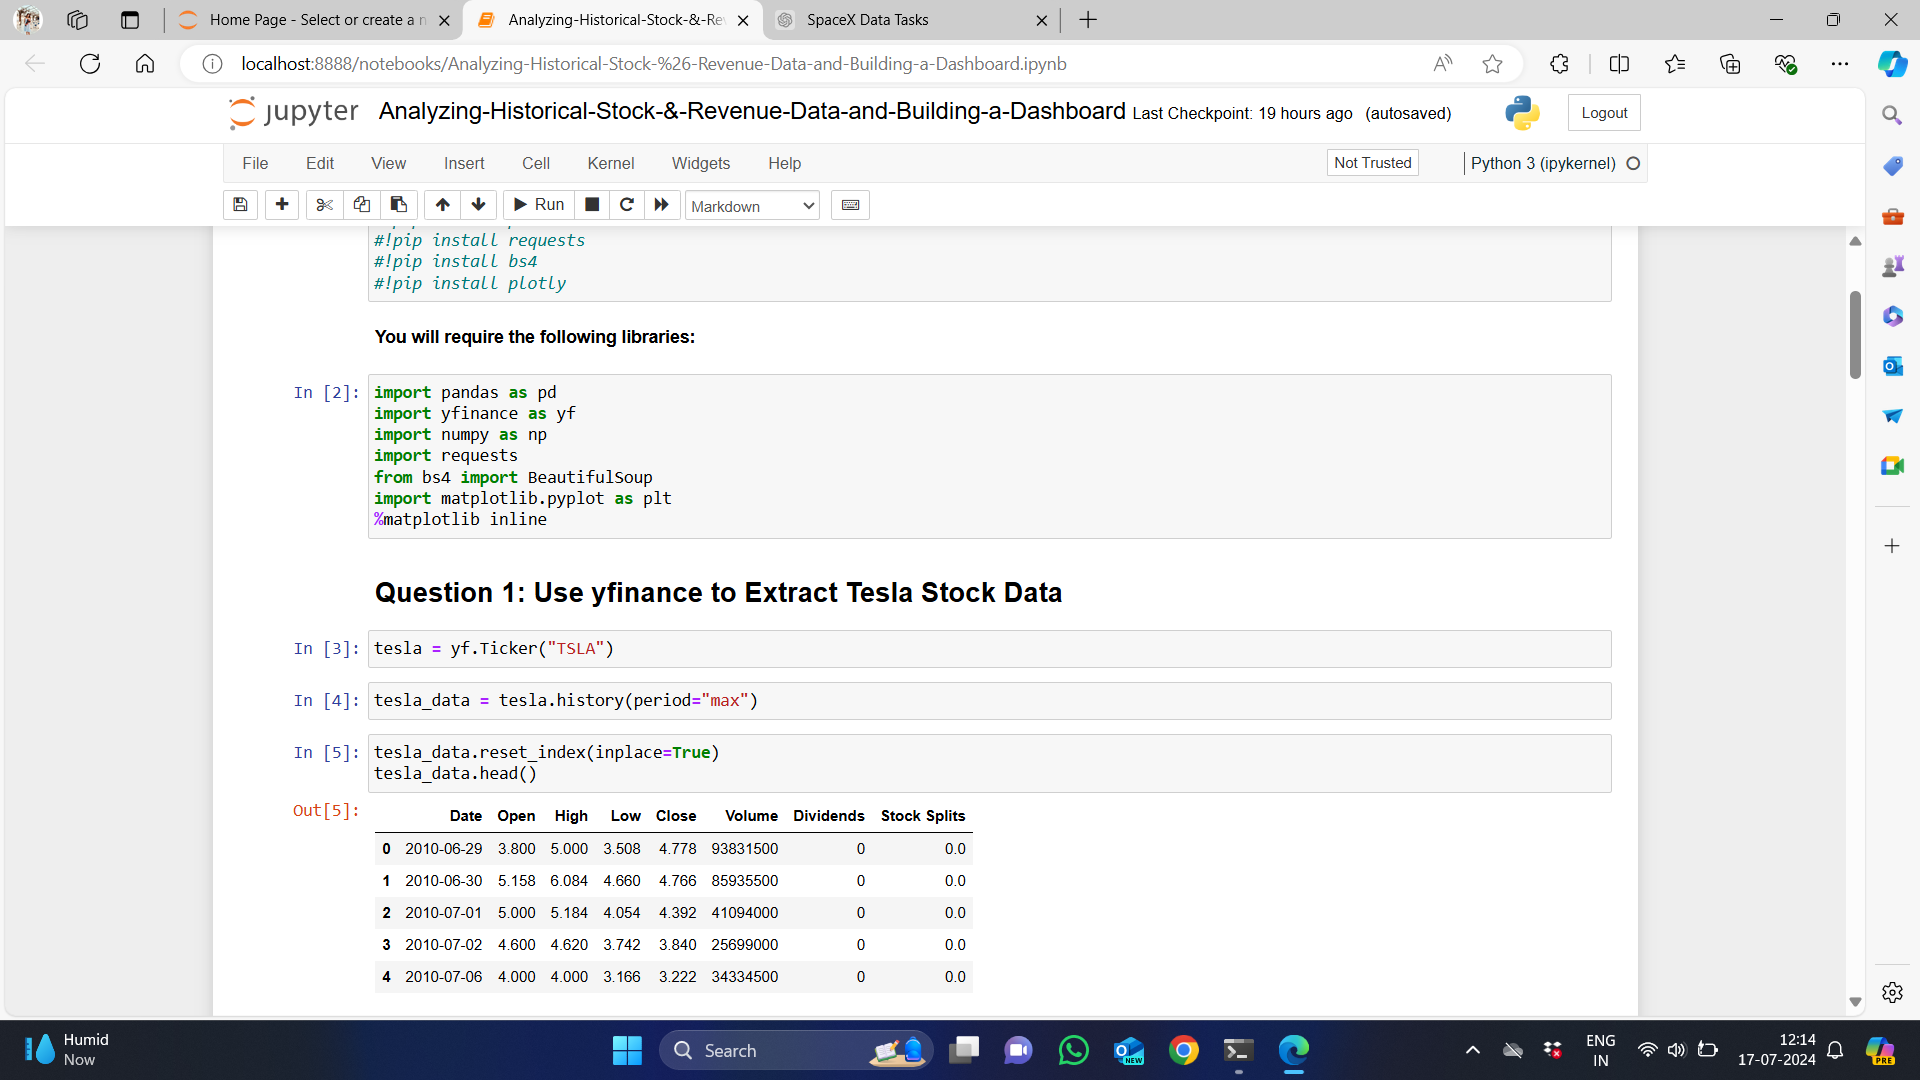 Home Page - Select or create a n
Analyzing-Historical-Stock-&-Re
SpaceX Data Tasks
localhost:8888/notebooks/Analyzing-Historical-Stock-%26-Revenue-Data-and-Building-a-Dashboard.ipynb
jupyter Analyzing-Historical-Stock-&-Revenue-Data-and-Building-a-Dashboard Last Checkpoint: 19 hours ago (autosaved)
Logout
File Edit View Insert Cell Kernel Widgets Help
Not Trusted
Python 3 (ipykernel)
Run
Markdown
#!pip install requests
#!pip install bs4
#!pip install plotly
You will require the following libraries:
In [2]:
import pandas as pd
import yfinance as yf
import numpy as np
import requests
from bs4 import BeautifulSoup
import matplotlib.pyplot as plt
%matplotlib inline
Question 1: Use yfinance to Extract Tesla Stock Data
In [3]: tesla = yf.Ticker("TSLA")
In [4]: tesla_data = tesla.history(period="max")
In [5]: tesla_data.reset_index(inplace=True)
tesla_data.head()
Out[5]:
Date Open High Low Close Volume Dividends Stock Splits
0 2010-06-29 3.800 5.000 3.508 4.778 93831500 0 0.0
1 2010-06-30 5.158 6.084 4.660 4.766 85935500 0 0.0
2 2010-07-01 5.000 5.184 4.054 4.392 41094000 0 0.0
3 2010-07-02 4.600 4.620 3.742 3.840 25699000 0 0.0
4 2010-07-06 4.000 4.000 3.166 3.222 34334500 0 0.0
Humid
Now
Search
NEW
ENG
IN
12:14
17-07-2024
PRE